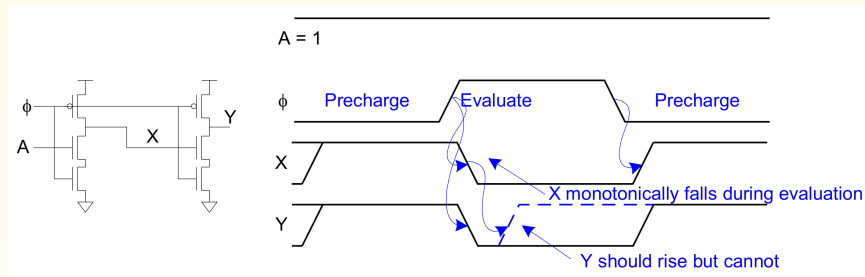 A = 1
ϕ Precharge Evaluate Precharge
ϕ
Y
A X
X
X monotonically falls during evaluation
Y
Y should rise but cannot